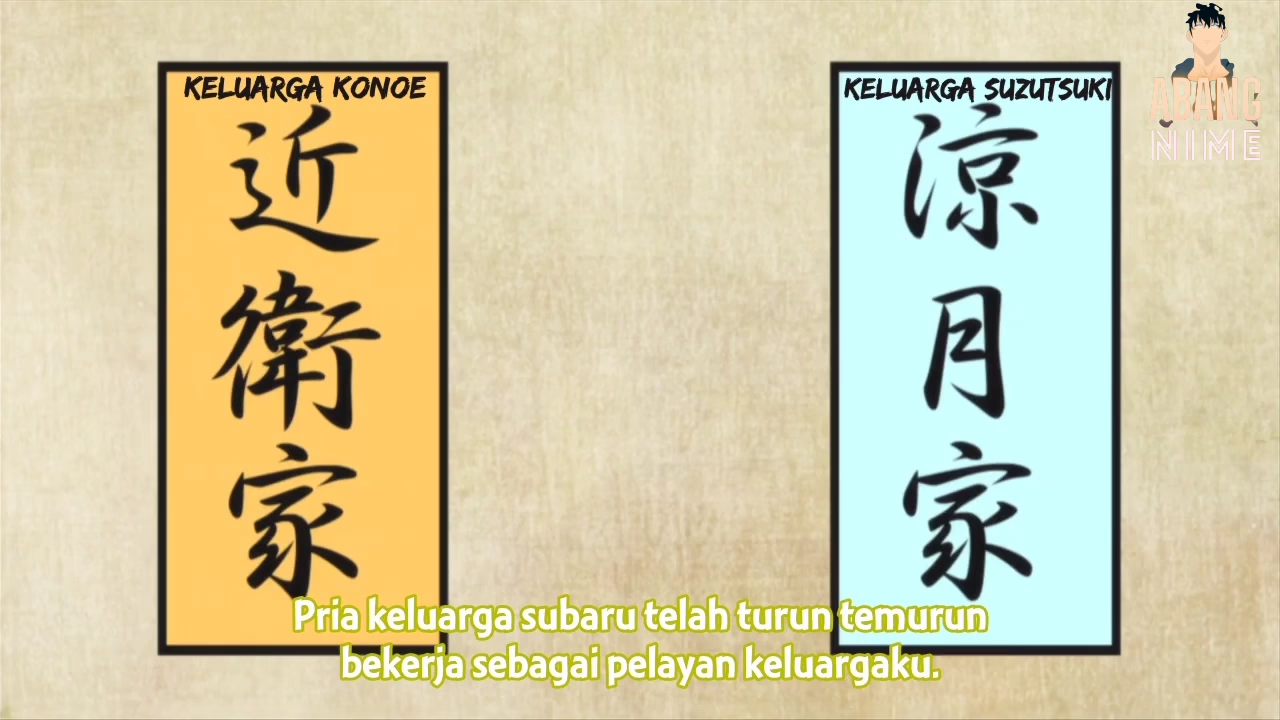 KELUARGA KONOE
近衛家
KELUARGA SUZUTSUKI
涼月家
ABANG
NIME
Pria keluarga subaru telah turun temurun
bekerja sebagai pelayan keluargaku.